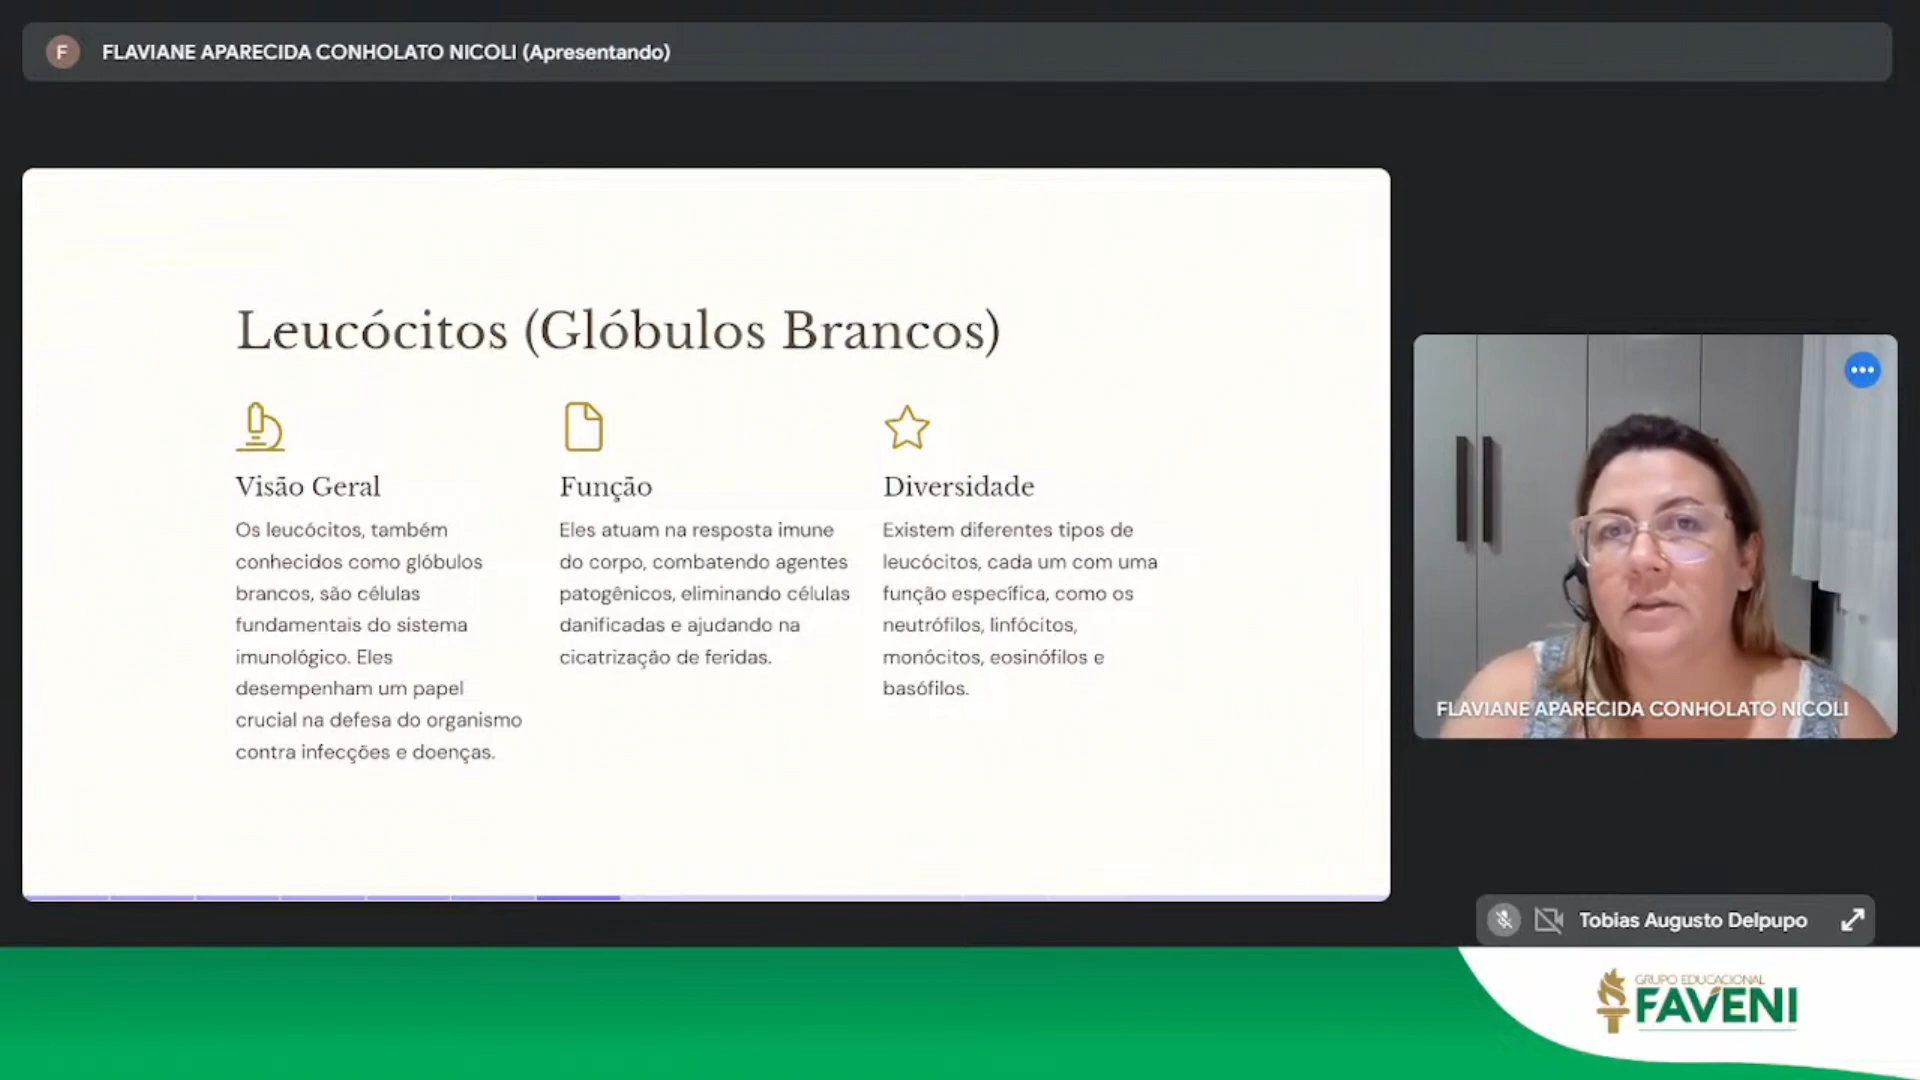 F FLAVIANE APARECIDA CONHOLATO NICOLI (Apresentando)
Leucócitos (Glóbulos Brancos)
Visão Geral
Os leucócitos, também
conhecidos como glóbulos
brancos, são células
fundamentais do sistema
imunológico. Eles
desempenham um papel
crucial na defesa do organismo
contra infecções e doenças.
Função
Eles atuam na resposta imune
do corpo, combatendo agentes
patogênicos, eliminando células
danificadas e ajudando na
cicatrização de feridas.
Diversidade
Existem diferentes tipos de
leucócitos, cada um com uma
função específica, como os
neutrófilos, linfócitos,
monócitos, eosinófilos e
basófilos.
FLAVIANE APARECIDA CONHOLATO NICOLI
Tobias Augusto Delpupo
GRUPO EDUCACIONAL
FAVENI